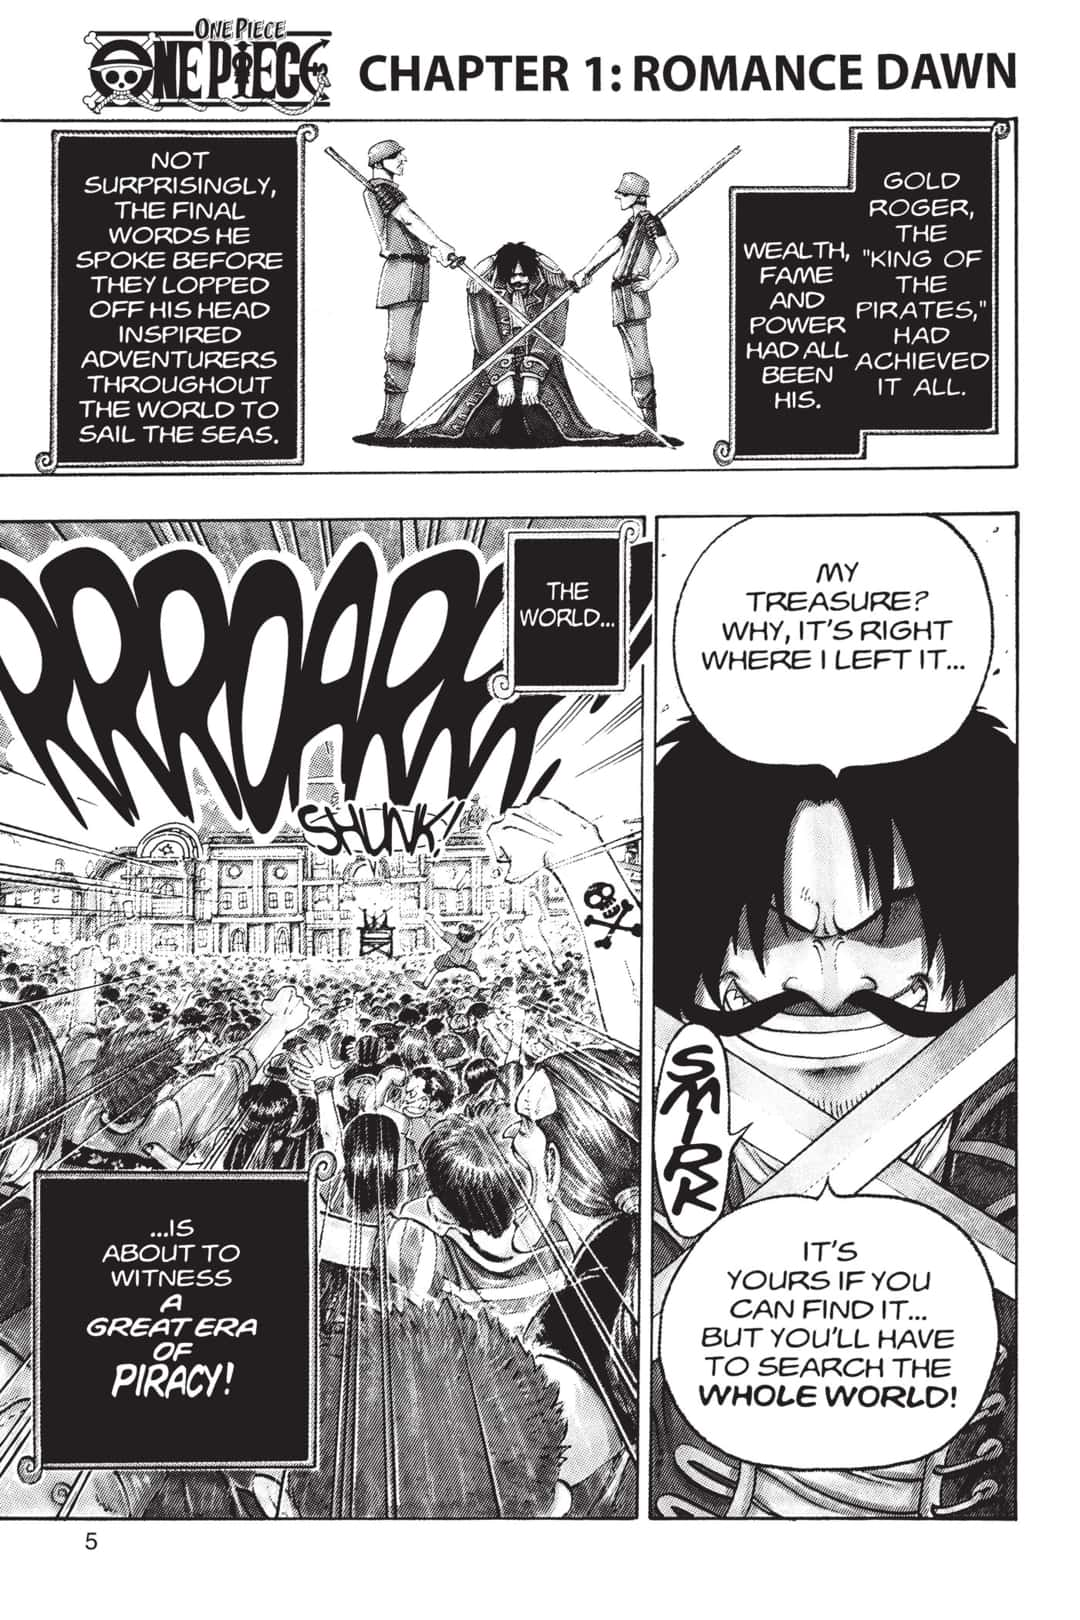 ONE PIECE
ONE PIECE
CHAPTER 1: ROMANCE DAWN
GOLD
ROGER,
THE
"KING OF
THE
PIRATES,"
HAD
ACHIEVED
IT ALL.
WEALTH,
FAME
AND
POWER
HAD ALL
BEEN
HIS.
NOT
SURPRISINGLY,
THE FINAL
WORDS HE
SPOKE BEFORE
THEY LOPPED
OFF HIS HEAD
INSPIRED
ADVENTURERS
THROUGHOUT
THE WORLD TO
SAIL THE SEAS.
MY
TREASURE?
WHY, IT'S RIGHT
WHERE I LEFT IT...
SMIRK
IT'S
YOURS IF YOU
CAN FIND IT...
BUT YOU'LL HAVE
TO SEARCH THE
WHOLE WORLD!
THE
WORLD...
RRROARRR!
SHUNK!
...IS
ABOUT TO
WITNESS
A
GREAT ERA
OF
PIRACY!
5